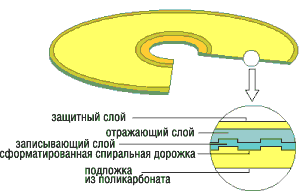 защитный слой
отражающий слой
записывающий слой
сформатированная спиральная дорожка
подложка
из поликарбоната